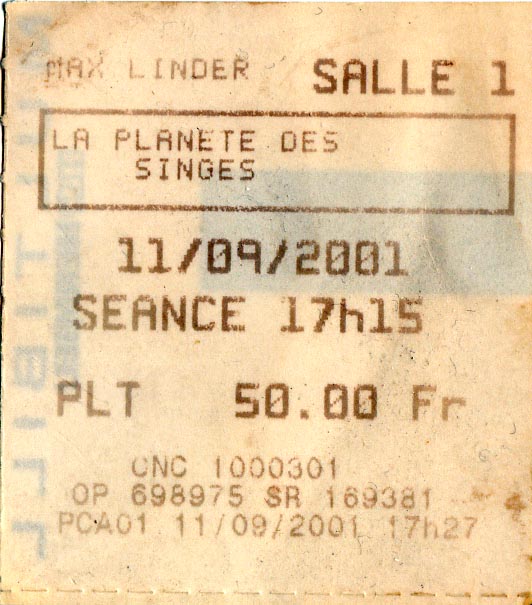 MAX LINDER SALLE 1
LA PLANETE DES
SINGES
11/09/2001
SEANCE 17h15
PLT 50.00 Fr
CNC 1000301
OP 698975 SR 169381
PCA01 11/09/2001 17h27